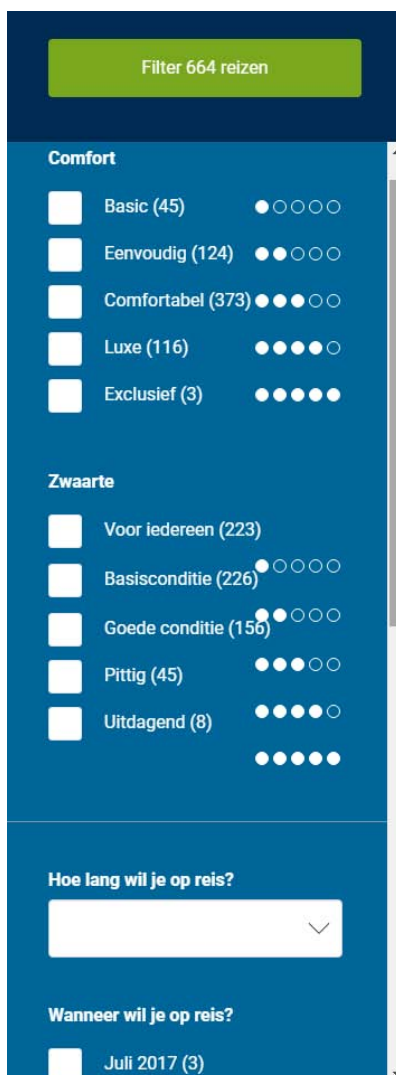 Filter 664 reizen
Comfort
Basic (45)
Eenvoudig (124)
Comfortabel (373)
Luxe (116)
Exclusief (3)
Zwaarte
Voor iedereen (223)
Basisconditie (226)
Goede conditie (156)
Pittig (45)
Uitdagend (8)
Hoe lang wil je op reis?
Wanneer wil je op reis?
Juli 2017 (3)